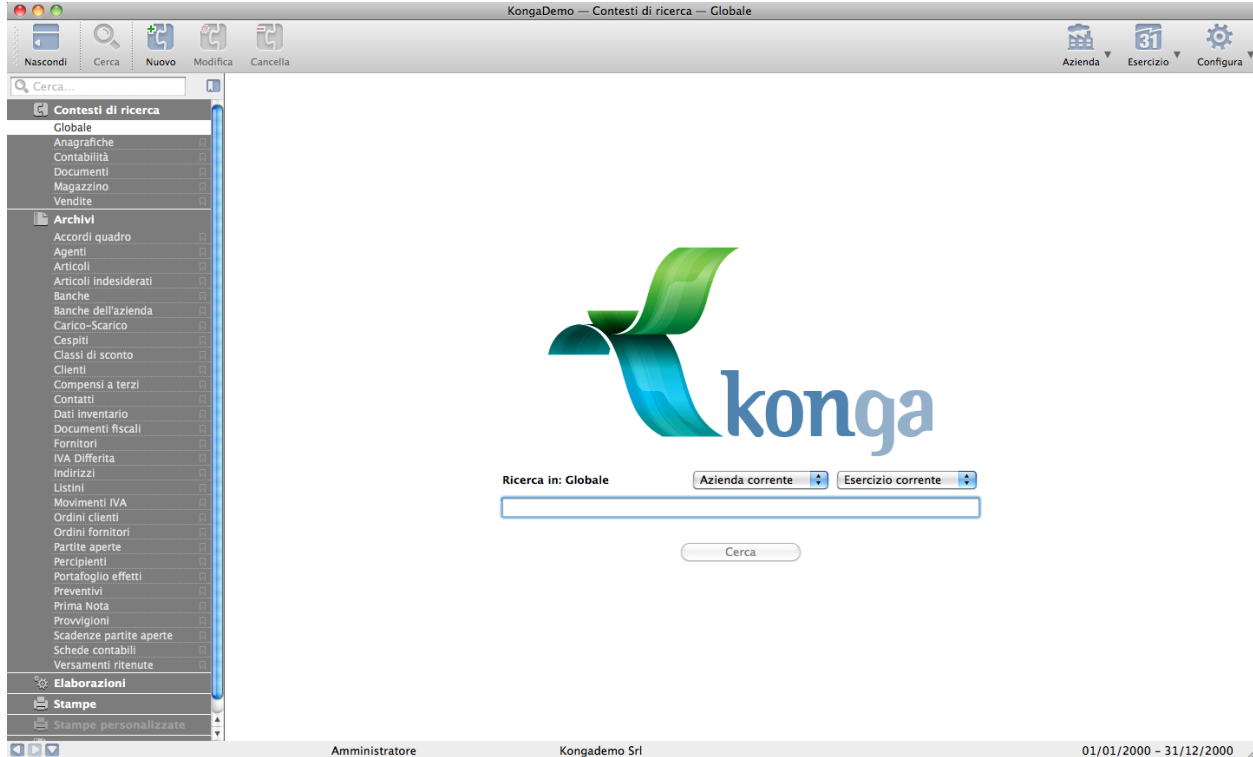 KongaDemo — Contesti di ricerca — Globale
Nascondi Cerca Nuovo Modifica Cancella
31
Azienda Esercizio Configura
Cerca...
Contesti di ricerca
Globale
Anagrafiche
Contabilità
Documenti
Magazzino
Vendite
Archivi
Accordi quadro
Agenti
Articoli
Articoli indesiderati
Banche
Banche dell'azienda
Carico-Scarico
Cespiti
Classi di sconto
Clienti
Compensi a terzi
Contatti
Dati inventario
Documenti fiscali
Fornitori
IVA Differita
Indirizzi
Listini
Movimenti IVA
Ordini clienti
Ordini fornitori
Partite aperte
Percipienti
Portafoglio effetti
Preventivi
Prima Nota
Provvigioni
Scadenze partite aperte
Schede contabili
Versamenti ritenute
Elaborazioni
Stampe
Stampe personalizzate
konga
Ricerca in: Globale Azienda corrente Esercizio corrente
Cerca
Amministratore Kongademo Srl 01/01/2000 - 31/12/2000